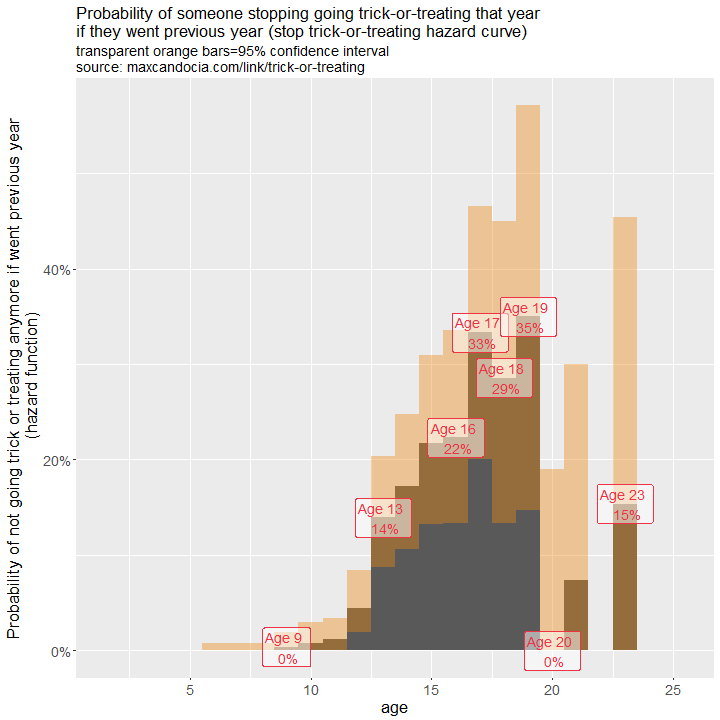 Probability of someone stopping going trick-or-treating that year
if they went previous year (stop trick-or-treating hazard curve)
transparent orange bars=95% confidence interval
source: maxcandocia.com/link/trick-or-treating
Probability of not going trick or treating anymore if went previous year
(hazard function)
40%
20%
0%
Age 19
35%
Age 17
33%
Age 18
29%
Age 16
22%
Age 13
14%
Age 23
15%
Age 9
0%
Age 20
0%
5
10
15
20
25
age